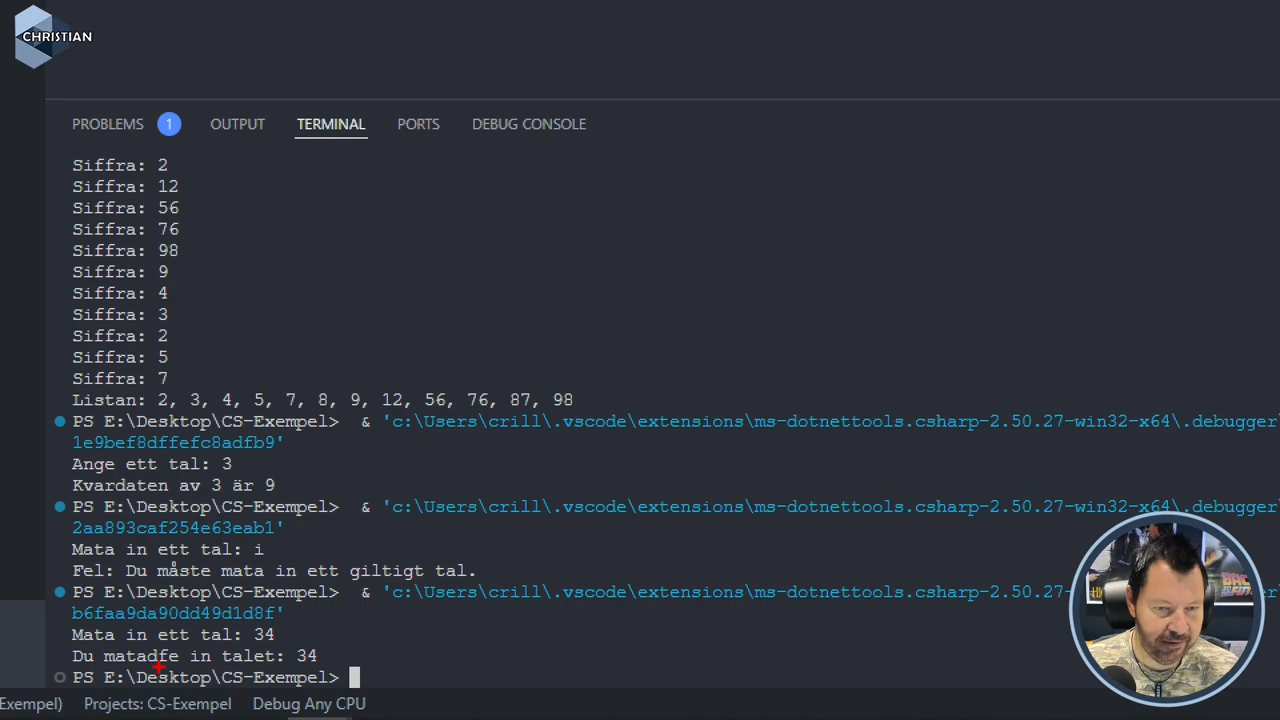 CHRISTIAN
PROBLEMS 1 OUTPUT TERMINAL PORTS DEBUG CONSOLE
Siffra: 2
Siffra: 12
Siffra: 56
Siffra: 76
Siffra: 98
Siffra: 9
Siffra: 4
Siffra: 3
Siffra: 2
Siffra: 5
Siffra: 7
Listan: 2, 3, 4, 5, 7, 8, 9, 12, 56, 76, 87, 98
PS E:\Desktop\CS-Exempel> & 'c:\Users\crill\.vscode\extensions\ms-dotnettools.csharp-2.50.27-win32-x64\.debugger
1e9bef8dffefc8adfb9'
Ange ett tal: 3
Kvardaten av 3 är 9
PS E:\Desktop\CS-Exempel> & 'c:\Users\crill\.vscode\extensions\ms-dotnettools.csharp-2.50.27-win32-x64\.debugger
2aa893caf254e63eab1'
Mata in ett tal: i
Fel: Du måste mata in ett giltigt tal.
PS E:\Desktop\CS-Exempel> & 'c:\Users\crill\.vscode\extensions\ms-dotnettools.csharp-2.50.27-win32-x64\.debugger
b6faa9da90dd49d1d8f'
Mata in ett tal: 34
Du matadfe in talet: 34
PS E:\Desktop\CS-Exempel>
Exempel) Projects: CS-Exempel Debug Any CPU